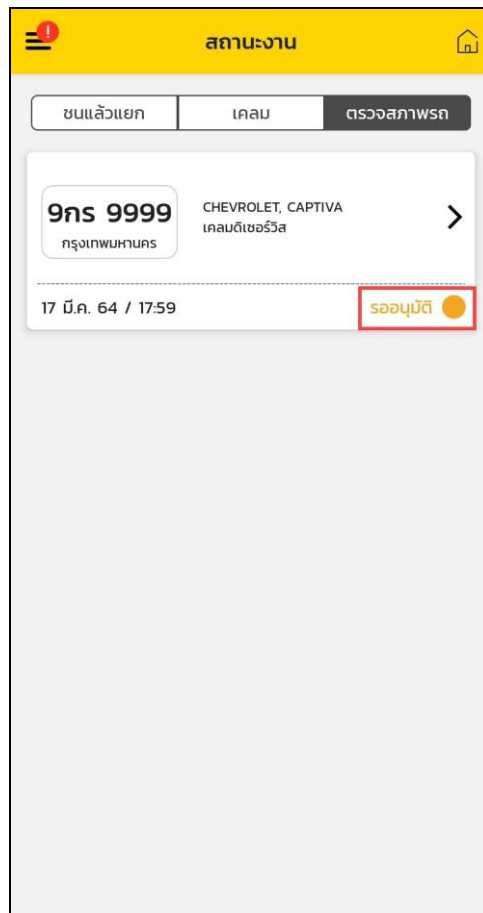 !
สถานะงาน
ชนแล้วแยก
เคลม
ตรวจสภาพรถ
9กร 9999
กรุงเทพมหานคร
CHEVROLET, CAPTIVA
เคลมดิเซอร์วิส
17 มี.ค. 64 / 17:59
รออนุมัติ